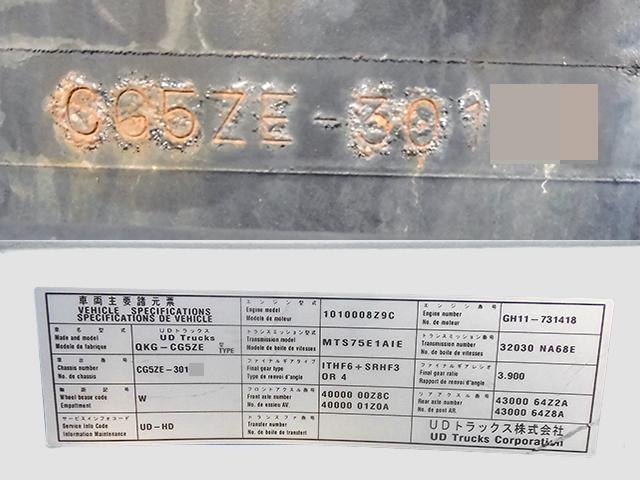 CG5ZE-301
車両主要諸元票
VEHICLE SPECIFICATIONS
SPECIFICATIONS DE VEHICLE
車名型式
Made and model
Modele de fabrique
UDトラックス
UD Trucks
QKG-CG5ZE
型式
TYPE
車台番号
Chassis number
No. de chassis
CG5ZE-301
軸距記号
Wheel bease code
Empattment
W
サービスインフォコード
Service Info Code
Information Maintenance
UD-HD
エンジン型式
Engine model
Modele de moteur
1010008Z9C
トランスミッション型式
Transmission model
Modele de boite de vitesses
MTS75E1AIE
ファイナルギアタイプ
Final gear type
Type de renvoi d'angle
ITHF6+SRHF3
OR 4
フロントアクスル番号
Front axle number
No. de essieu AV.
40000 00Z8C
40000 01Z0A
トランスファ番号
Transfer number
No. de boite de transfert
エンジン番号
Engine number
No. de moteur
GH11-731418
トランスミッション番号
Transmission number
No. de boite de vitesses
32030 NA68E
ファイナルギアレシオ
Final gear ratio
Rapport de renvoi d'angle
3.900
リアアクスル番号
Rear axle number
No. de pont AR.
43000 64Z2A
43000 64Z8A
UDトラックス株式会社
UD Trucks Corporation